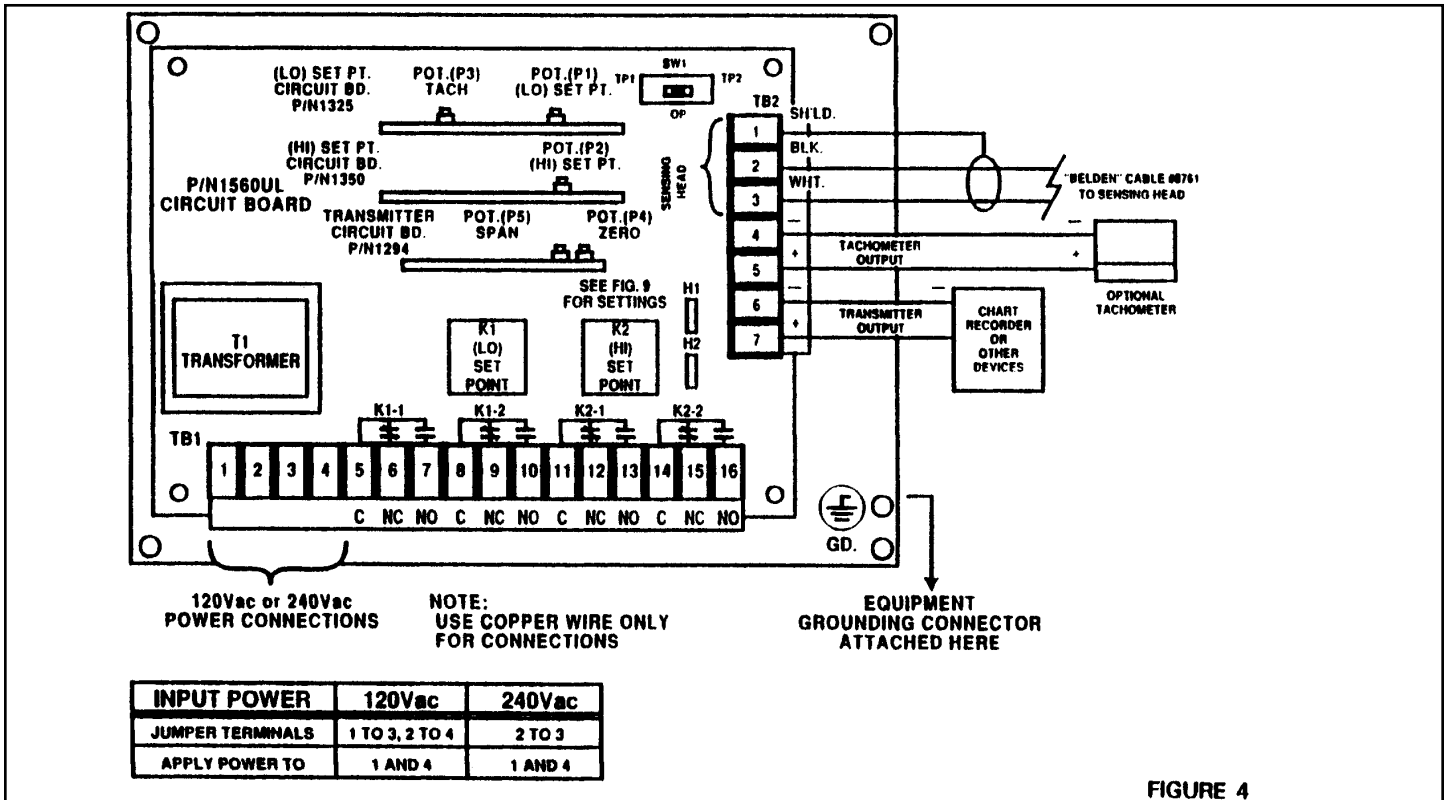 (LO) SET PT.
CIRCUIT BD.
P/N1325
POT.(P3)
TACH
POT.(P1)
(LO) SET PT.
SW1
TP1
TP2
OP
(HI) SET PT.
CIRCUIT BD.
P/N1350
POT.(P2)
(HI) SET PT.
P/N1560UL
CIRCUIT BOARD
TRANSMITTER
CIRCUIT BD.
P/N1294
POT.(P5)
SPAN
POT.(P4)
ZERO
SEE FIG. 9
FOR SETTINGS
H1
H2
T1
TRANSFORMER
K1
(LO)
SET
POINT
K2
(HI)
SET
POINT
SENSING
HEAD
TB2
1
2
3
4
5
6
7
SHLD.
BLK.
WHT.
"BELDEN" CABLE #8761
TO SENSING HEAD
−
+
TACHOMETER
OUTPUT
−
+
OPTIONAL
TACHOMETER
−
+
TRANSMITTER
OUTPUT
−
CHART
RECORDER
OR
OTHER
DEVICES
K1-1
K1-2
K2-1
K2-2
TB1
1 2 3 4 5 6 7 8 9 10 11 12 13 14 15 16
C NC NO C NC NO C NC NO C NC NO
GD.
120Vac or 240Vac
POWER CONNECTIONS
NOTE:
USE COPPER WIRE ONLY
FOR CONNECTIONS
EQUIPMENT
GROUNDING CONNECTOR
ATTACHED HERE
INPUT POWER 120Vac 240Vac
JUMPER TERMINALS 1 TO 3, 2 TO 4 2 TO 3
APPLY POWER TO 1 AND 4 1 AND 4
FIGURE 4